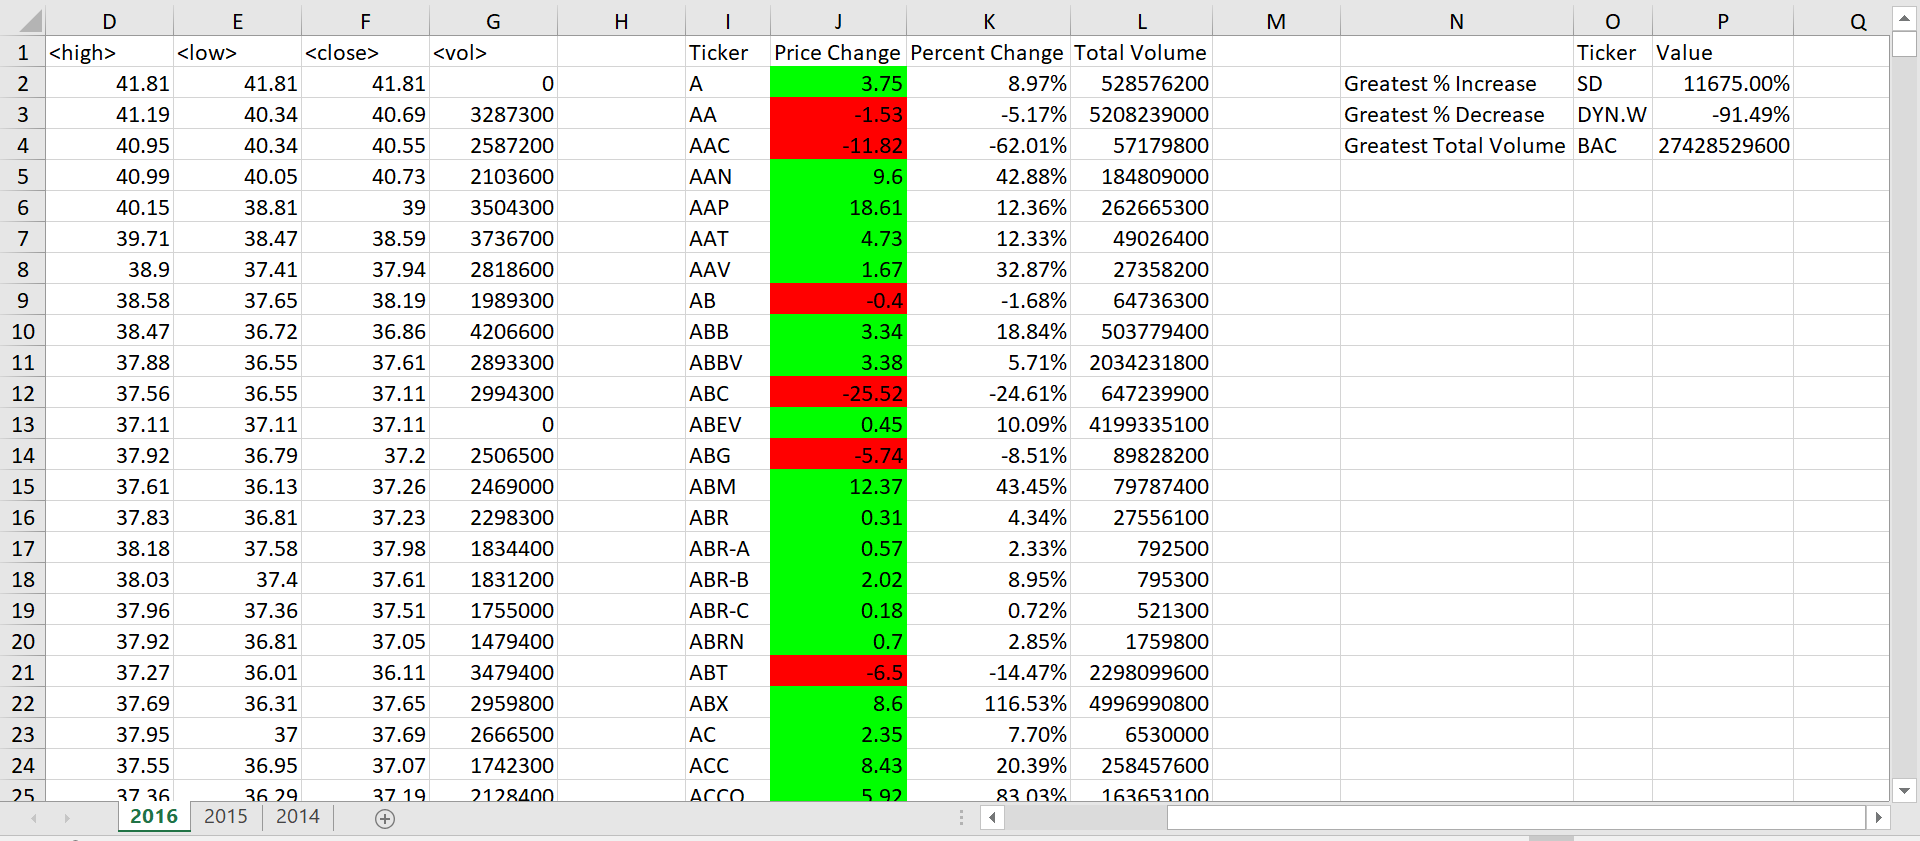 D E F G H I J K L M N O P Q
1 <high> <low> <close> <vol> Ticker Price Change Percent Change Total Volume Ticker Value
2 41.81 41.81 41.81 0 A 3.75 8.97% 528576200 Greatest % Increase SD 11675.00%
3 41.19 40.34 40.69 3287300 AA -1.53 -5.17% 5208239000 Greatest % Decrease DYN.W -91.49%
4 40.95 40.34 40.55 2587200 AAC -11.82 -62.01% 57179800 Greatest Total Volume BAC 27428529600
5 40.99 40.05 40.73 2103600 AAN 9.6 42.88% 184809000
6 40.15 38.81 39 3504300 AAP 18.61 12.36% 262665300
7 39.71 38.47 38.59 3736700 AAT 4.73 12.33% 49026400
8 38.9 37.41 37.94 2818600 AAV 1.67 32.87% 27358200
9 38.58 37.65 38.19 1989300 AB -0.4 -1.68% 64736300
10 38.47 36.72 36.86 4206600 ABB 3.34 18.84% 503779400
11 37.88 36.55 37.61 2893300 ABBV 3.38 5.71% 2034231800
12 37.56 36.55 37.11 2994300 ABC -25.52 -24.61% 647239900
13 37.11 37.11 37.11 0 ABEV 0.45 10.09% 4199335100
14 37.92 36.79 37.2 2506500 ABG -5.74 -8.51% 89828200
15 37.61 36.13 37.26 2469000 ABM 12.37 43.45% 79787400
16 37.83 36.81 37.23 2298300 ABR 0.31 4.34% 27556100
17 38.18 37.58 37.98 1834400 ABR-A 0.57 2.33% 792500
18 38.03 37.4 37.61 1831200 ABR-B 2.02 8.95% 795300
19 37.96 37.36 37.51 1755000 ABR-C 0.18 0.72% 521300
20 37.92 36.81 37.05 1479400 ABRN 0.7 2.85% 1759800
21 37.27 36.01 36.11 3479400 ABT -6.5 -14.47% 2298099600
22 37.69 36.31 37.65 2959800 ABX 8.6 116.53% 4996990800
23 37.95 37 37.69 2666500 AC 2.35 7.70% 6530000
24 37.55 36.95 37.07 1742300 ACC 8.43 20.39% 258457600
25 37.36 36.29 37.19 2128400 ACCO 5.92 83.03% 163653100
2016 2015 2014